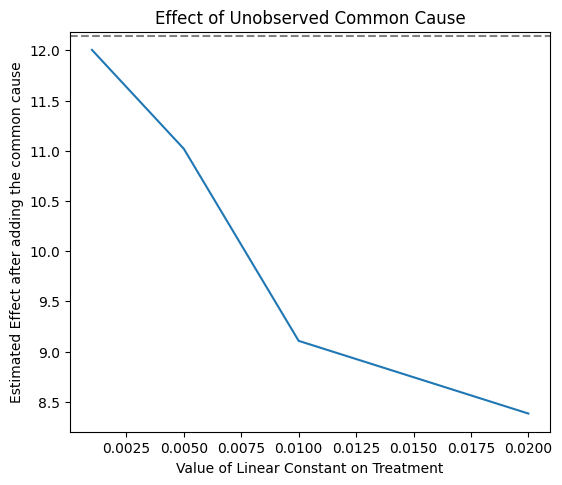 Effect of Unobserved Common Cause
Estimated Effect after adding the common cause
12.0
11.5
11.0
10.5
10.0
9.5
9.0
8.5
0.0025 0.0050 0.0075 0.0100 0.0125 0.0150 0.0175 0.0200
Value of Linear Constant on Treatment